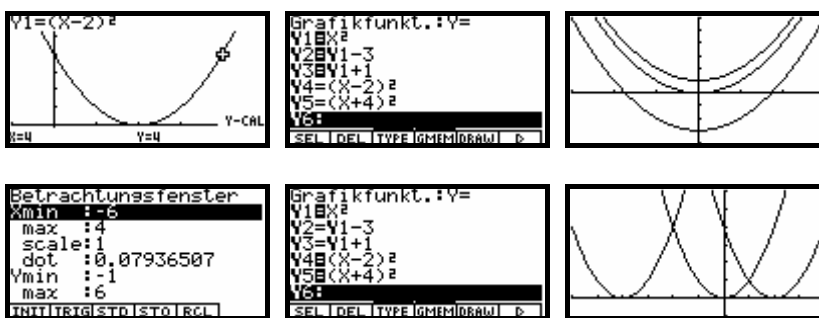 Y1=(X-2)²
Y-CAL
X=4 Y=4
Grafikfunkt.:Y=
Y1=X²
Y2=Y1-3
Y3=Y1+1
Y4=(X-2)²
Y5=(X+4)²
Y6:
SEL DEL TYPE GMEM DRAW ▷
Betrachtungsfenster
Xmin :-6
max :4
scale:1
dot :0.07936507
Ymin :-1
max :6
INIT TRIG STD STO RCL
Grafikfunkt.:Y=
Y1=X²
Y2=Y1-3
Y3=Y1+1
Y4=(X-2)²
Y5=(X+4)²
Y6:
SEL DEL TYPE GMEM DRAW ▷